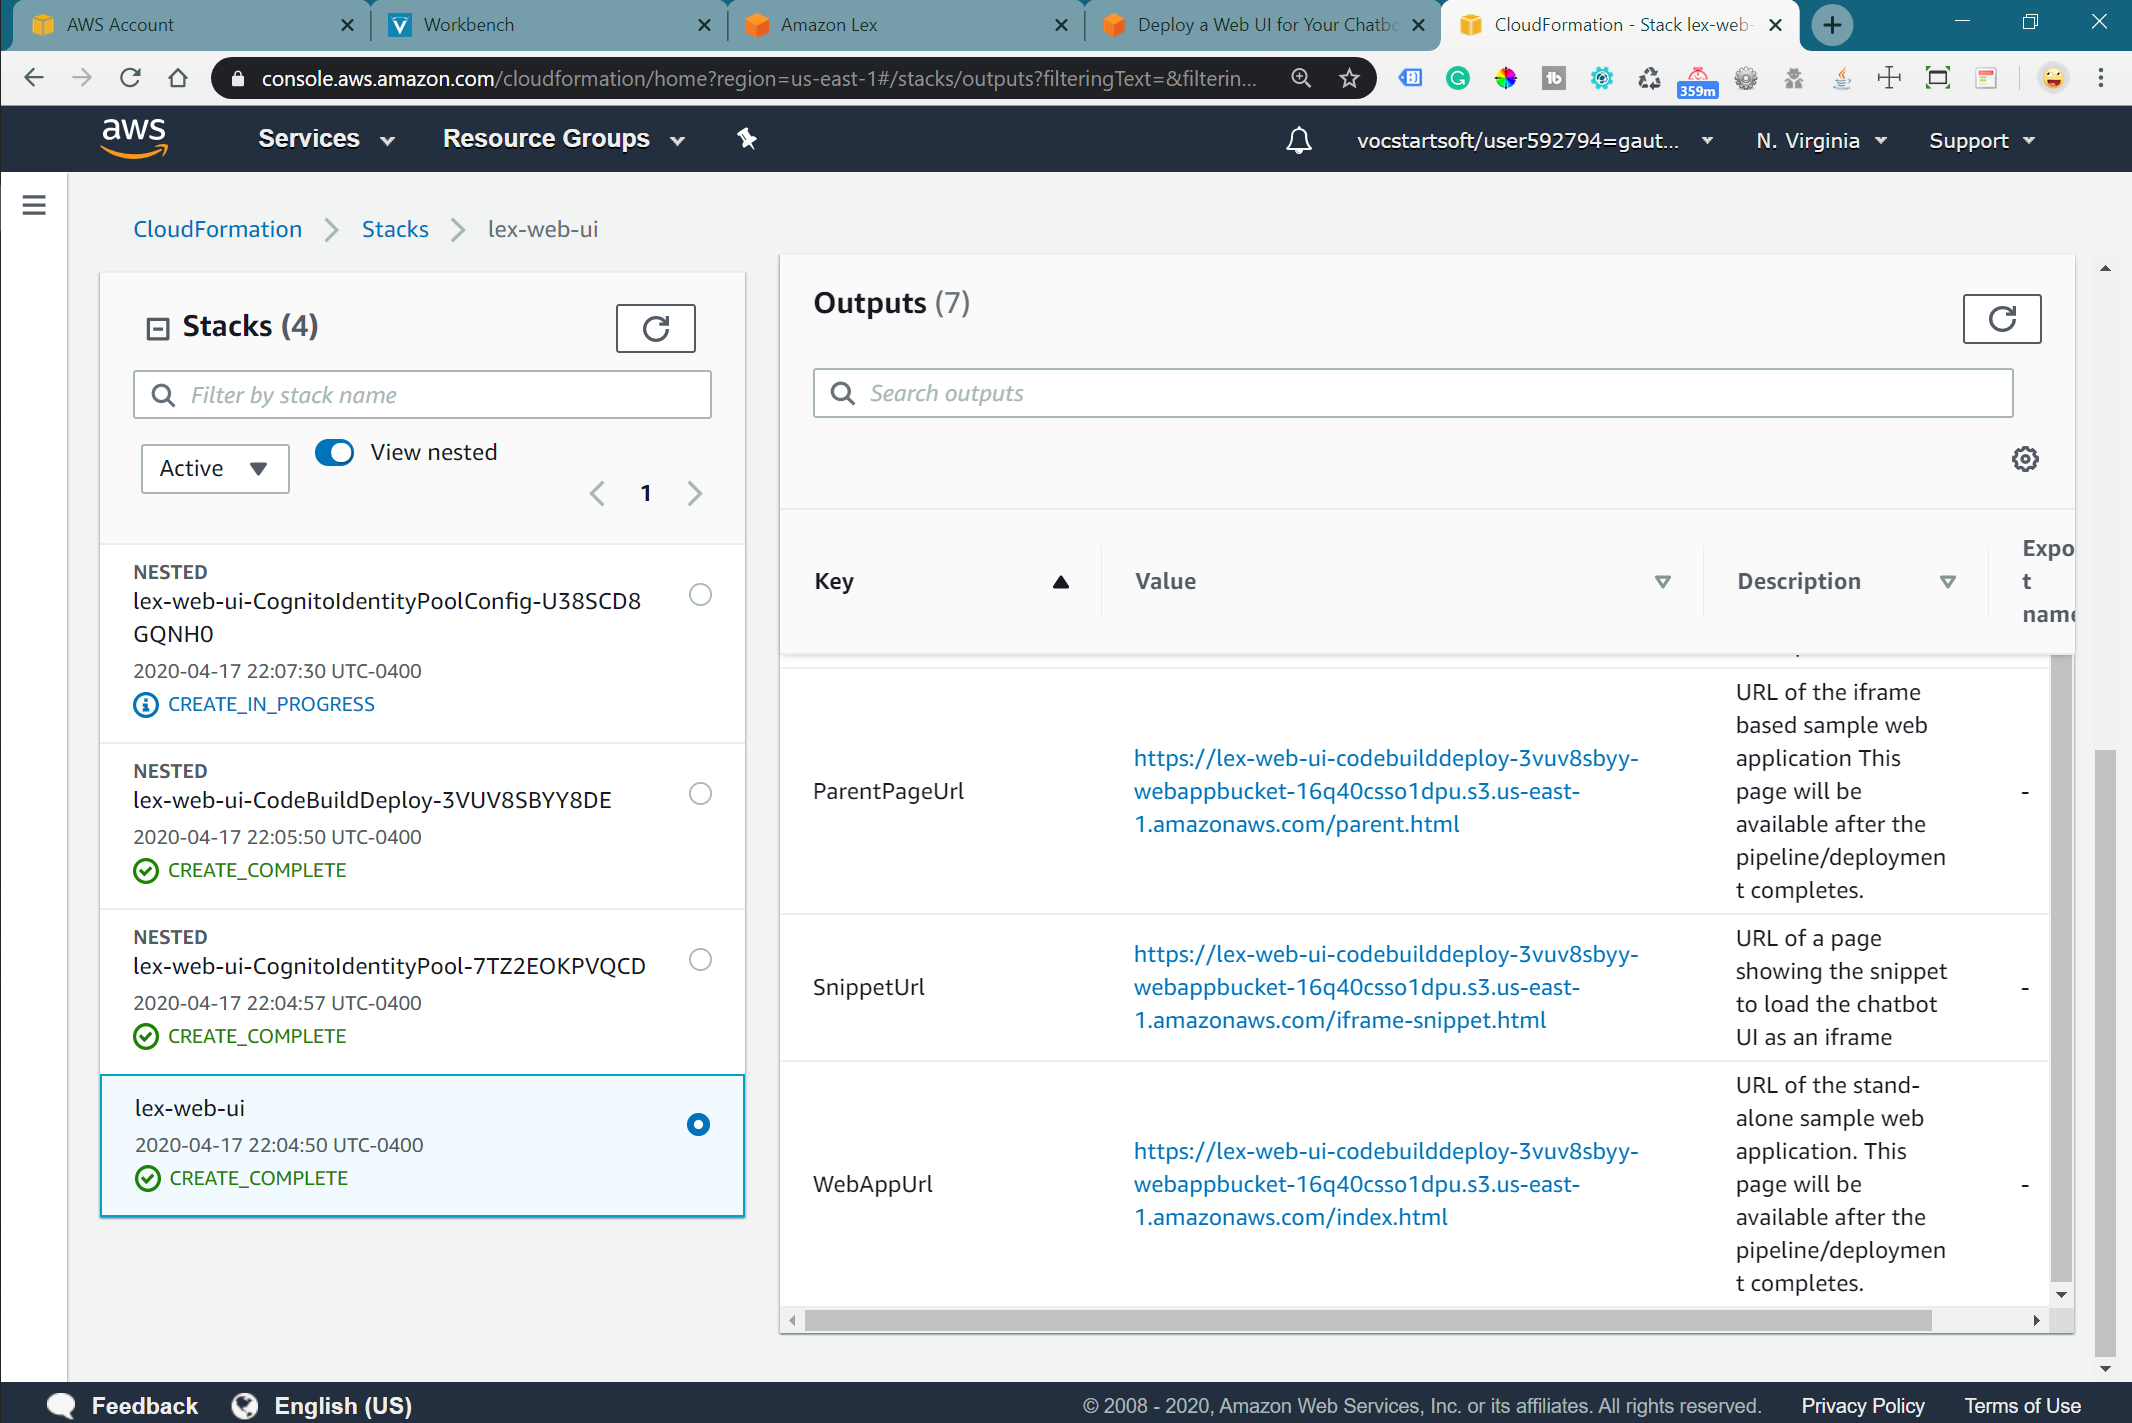 AWS Account
Workbench
Amazon Lex
Deploy a Web UI for Your Chatbo
CloudFormation - Stack lex-web-
console.aws.amazon.com/cloudformation/home?region=us-east-1#/stacks/outputs?filteringText=&filterin...
359m
aws
Services
Resource Groups
vocstartsoft/user592794=gaut...
N. Virginia
Support
CloudFormation
Stacks
lex-web-ui
Stacks (4)
Filter by stack name
Active
View nested
1
NESTED
lex-web-ui-CognitoIdentityPoolConfig-U38SCD8
GQNH0
2020-04-17 22:07:30 UTC-0400
CREATE_IN_PROGRESS
NESTED
lex-web-ui-CodeBuildDeploy-3VUV8SBYY8DE
2020-04-17 22:05:50 UTC-0400
CREATE_COMPLETE
NESTED
lex-web-ui-CognitoIdentityPool-7TZ2EOKPVQCD
2020-04-17 22:04:57 UTC-0400
CREATE_COMPLETE
lex-web-ui
2020-04-17 22:04:50 UTC-0400
CREATE_COMPLETE
Outputs (7)
Search outputs
Key
Value
Description
Expo
t
name
ParentPageUrl
https://lex-web-ui-codebuilddeploy-3vuv8sbyy-
webappbucket-16q40csso1dpu.s3.us-east-
1.amazonaws.com/parent.html
URL of the iframe
based sample web
application This
page will be
available after the
pipeline/deploymen
t completes.
-
SnippetUrl
https://lex-web-ui-codebuilddeploy-3vuv8sbyy-
webappbucket-16q40csso1dpu.s3.us-east-
1.amazonaws.com/iframe-snippet.html
URL of a page
showing the snippet
to load the chatbot
UI as an iframe
-
WebAppUrl
https://lex-web-ui-codebuilddeploy-3vuv8sbyy-
webappbucket-16q40csso1dpu.s3.us-east-
1.amazonaws.com/index.html
URL of the stand-
alone sample web
application. This
page will be
available after the
pipeline/deploymen
t completes.
-
Feedback
English (US)
© 2008 - 2020, Amazon Web Services, Inc. or its affiliates. All rights reserved.
Privacy Policy
Terms of Use